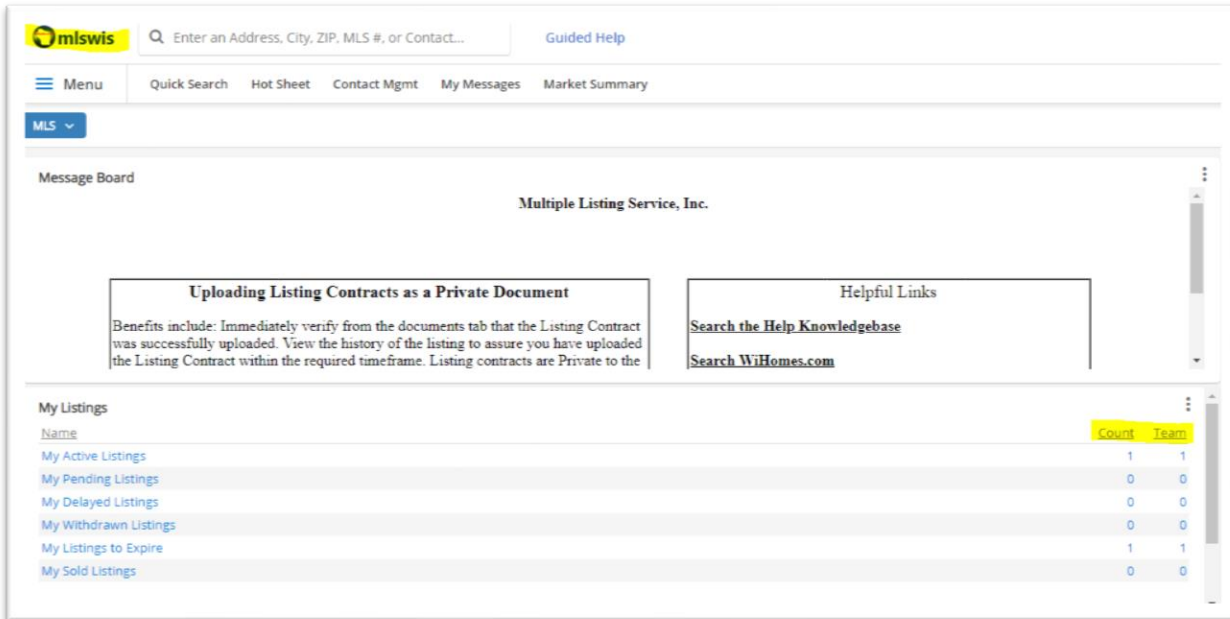 mlswis
Enter an Address, City, ZIP, MLS #, or Contact...
Guided Help
Menu
Quick Search
Hot Sheet
Contact Mgmt
My Messages
Market Summary
MLS
Message Board
Multiple Listing Service, Inc.
Uploading Listing Contracts as a Private Document
Benefits include: Immediately verify from the documents tab that the Listing Contract
was successfully uploaded. View the history of the listing to assure you have uploaded
the Listing Contract within the required timeframe. Listing contracts are Private to the
Helpful Links
Search the Help Knowledgebase
Search WiHomes.com
My Listings
Name Count Team
My Active Listings 1 1
My Pending Listings 0 0
My Delayed Listings 0 0
My Withdrawn Listings 0 0
My Listings to Expire 1 1
My Sold Listings 0 0